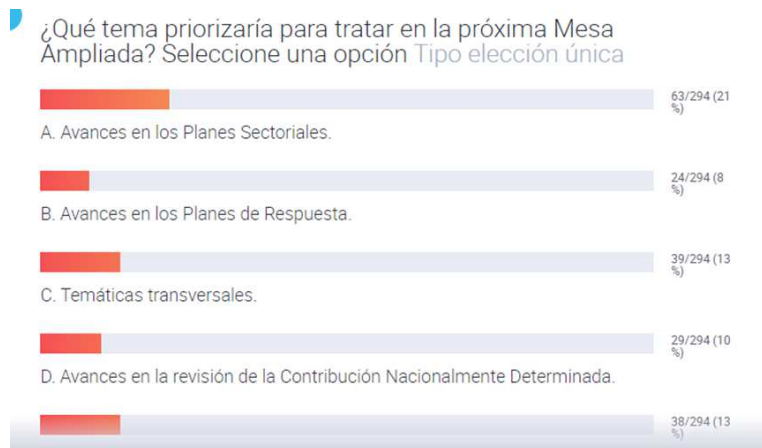 ¿Qué tema priorizaría para tratar en la próxima Mesa
Ampliada? Seleccione una opción Tipo elección única
63/294 (21
%)
A. Avances en los Planes Sectoriales.
24/294 (8
%)
B. Avances en los Planes de Respuesta.
39/294 (13
%)
C. Temáticas transversales.
29/294 (10
%)
D. Avances en la revisión de la Contribución Nacionalmente Determinada.
38/294 (13
%)